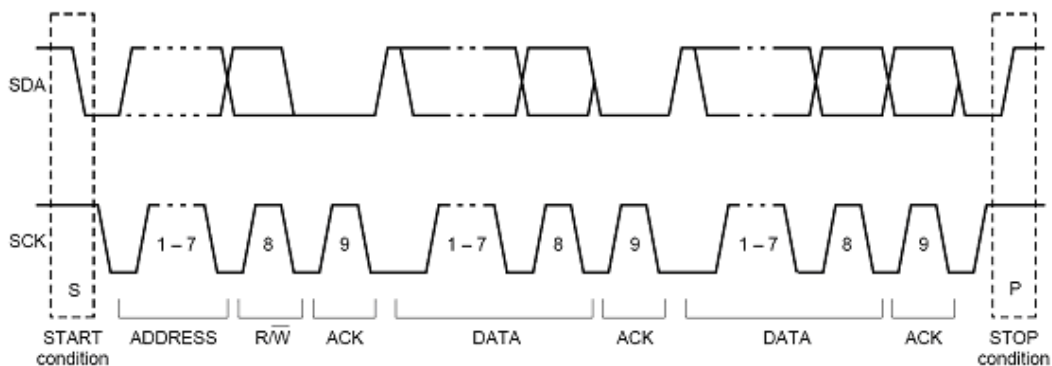 SDA
SCK
1 – 7
8
9
1 – 7
8
9
1 – 7
8
9
S
P
START
condition
ADDRESS
R/W̅
ACK
DATA
ACK
DATA
ACK
STOP
condition